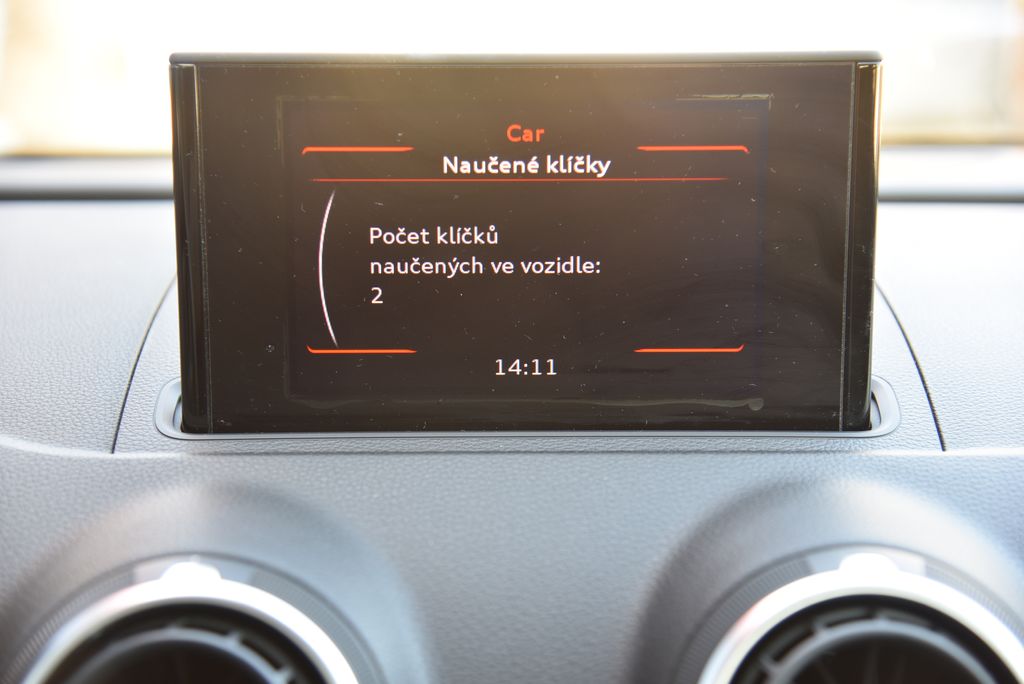 Car
Naučené klíčky
Počet klíčků
naučených ve vozidle:
2
14:11